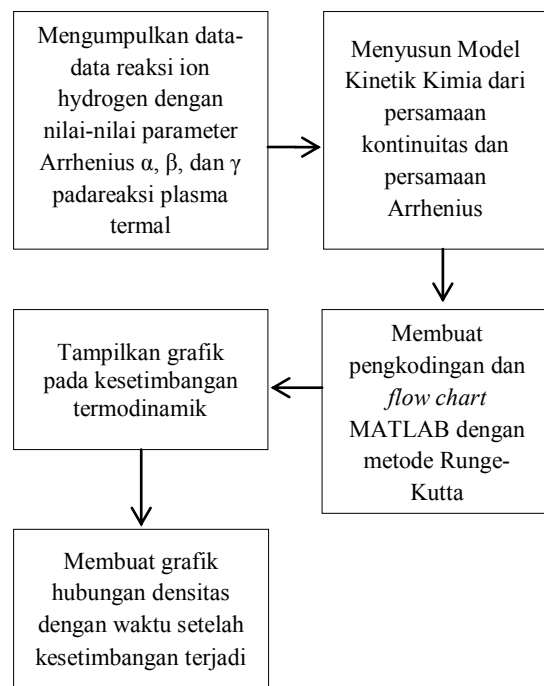 Mengumpulkan data-
data reaksi ion
hydrogen dengan
nilai-nilai parameter
Arrhenius α, β, dan γ
padareaksi plasma
termal
Menyusun Model
Kinetik Kimia dari
persamaan
kontinuitas dan
persamaan
Arrhenius
Membuat
pengkodingan dan
flow chart
MATLAB dengan
metode Runge-
Kutta
Tampilkan grafik
pada kesetimbangan
termodinamik
Membuat grafik
hubungan densitas
dengan waktu setelah
kesetimbangan terjadi